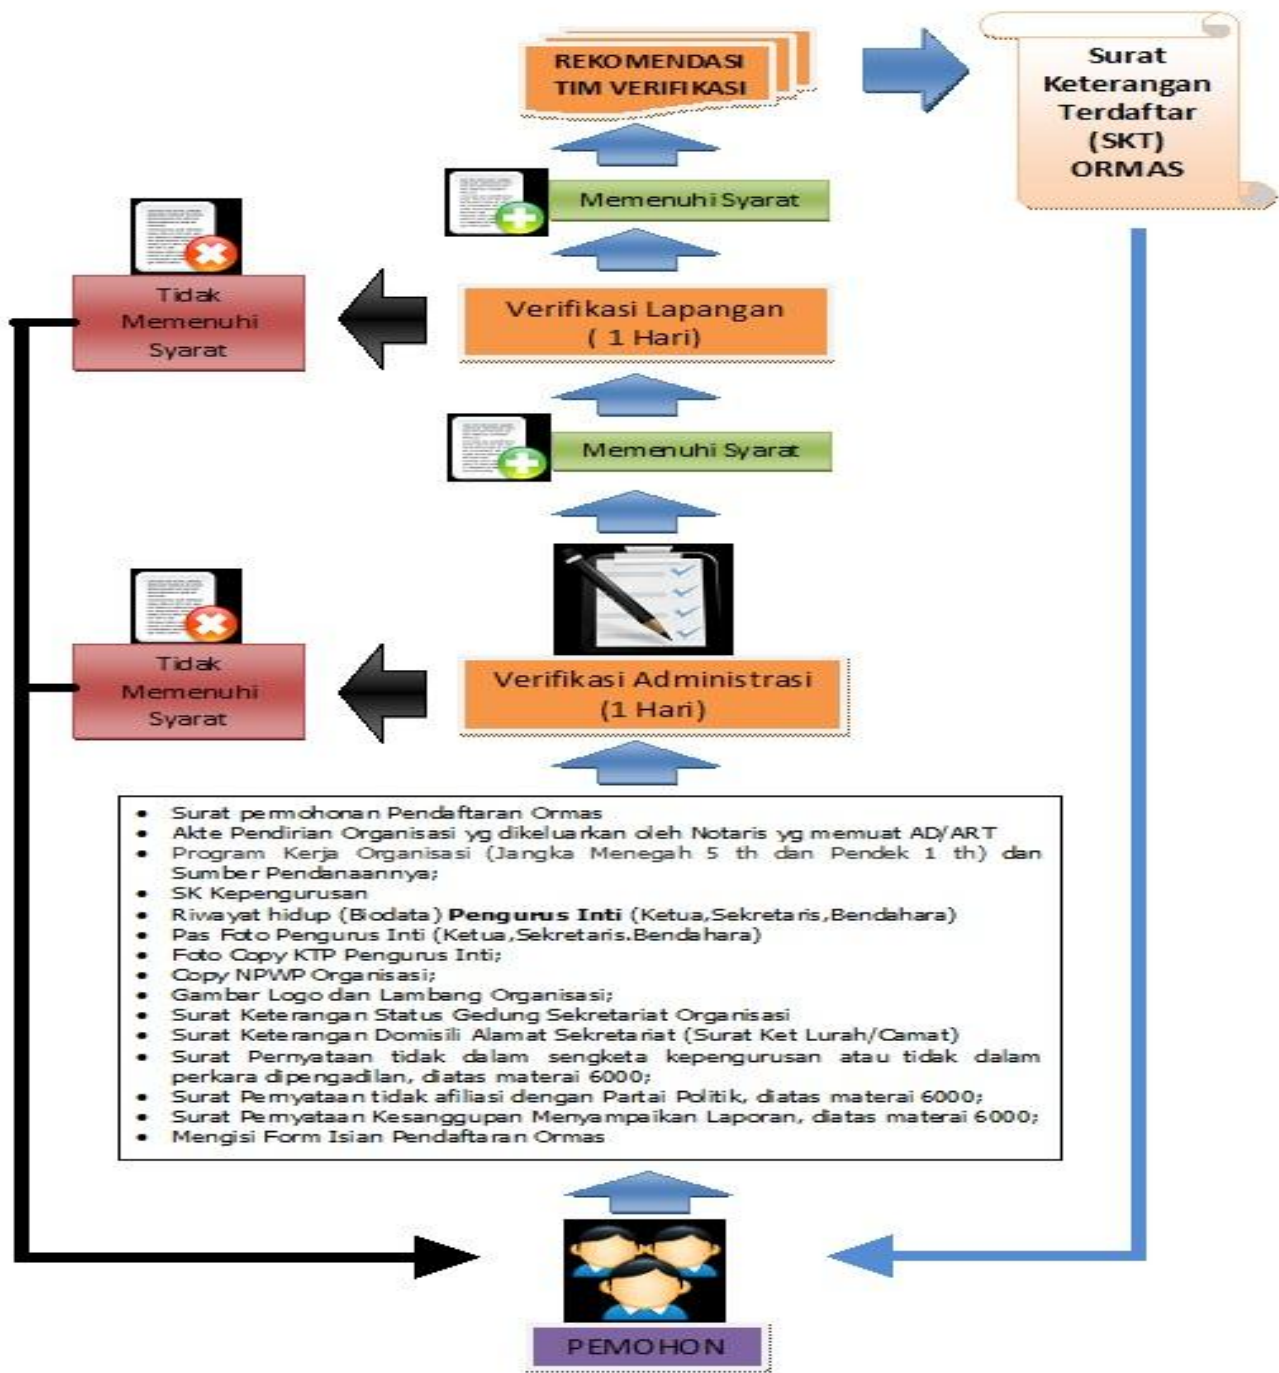 REKOMENDASI
TIM VERIFIKASI
Surat
Keterangan
Terdaftar
(SKT)
ORMAS
Memenuhi Syarat
Tidak
Memenuhi
Syarat
Verifikasi Lapangan
( 1 Hari)
Memenuhi Syarat
Tidak
Memenuhi
Syarat
Verifikasi Administrasi
(1 Hari)
• Surat permohonan Pendaftaran Ormas
• Akte Pendirian Organisasi yg dikeluarkan oleh Notaris yg memuat AD/ART
• Program Kerja Organisasi (Jangka Menegah 5 th dan Pendek 1 th) dan
Sumber Pendanaannya;
• SK Kepengurusan
• Riwayat hidup (Biodata) Pengurus Inti (Ketua,Sekretaris,Bendahara)
• Pas Foto Pengurus Inti (Ketua,Sekretaris.Bendahara)
• Foto Copy KTP Pengurus Inti;
• Copy NPWP Organisasi;
• Gambar Logo dan Lambang Organisasi;
• Surat Keterangan Status Gedung Sekretariat Organisasi
• Surat Keterangan Domisili Alamat Sekretariat (Surat Ket Lurah/Camat)
• Surat Pernyataan tidak dalam sengketa kepengurusan atau tidak dalam
perkara dipengadilan, diatas materai 6000;
• Surat Pernyataan tidak afiliasi dengan Partai Politik, diatas materai 6000;
• Surat Pernyataan Kesanggupan Menyampaikan Laporan, diatas materai 6000;
• Mengisi Form Isian Pendaftaran Ormas
PEMOHON